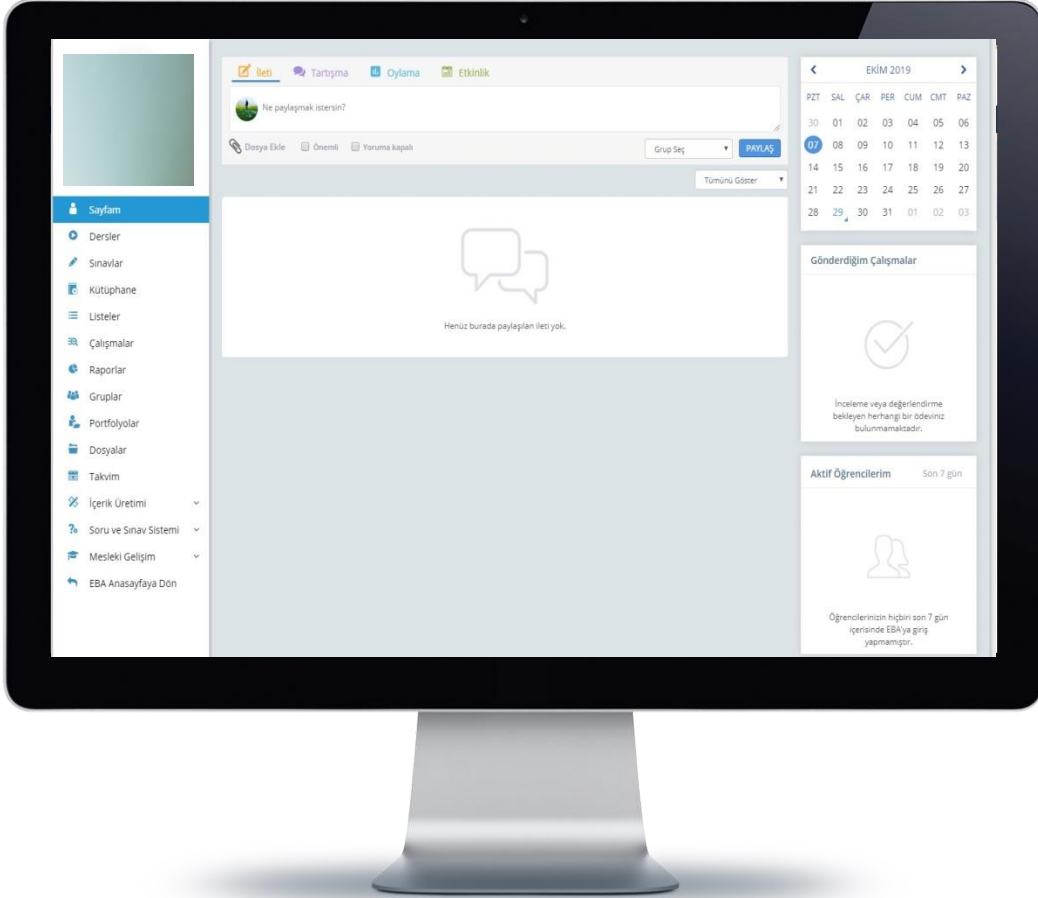 Sayfam
Dersler
Sınavlar
Kütüphane
Listeler
Çalışmalar
Raporlar
Gruplar
Portfolyolar
Dosyalar
Takvim
İçerik Üretimi
Soru ve Sınav Sistemi
Mesleki Gelişim
EBA Anasayfaya Dön
İleti Tartışma Oylama Etkinlik
Ne paylaşmak istersin?
Dosya Ekle Önemli Yoruma kapalı Grup Seç PAYLAŞ
Tümünü Göster
Henüz burada paylaşılan ileti yok.
EKİM 2019
PZT SAL ÇAR PER CUM CMT PAZ
30 01 02 03 04 05 06
07 08 09 10 11 12 13
14 15 16 17 18 19 20
21 22 23 24 25 26 27
28 29 30 31 01 02 03
Gönderdiğim Çalışmalar
İnceleme veya değerlendirme
bekleyen herhangi bir ödeviniz
bulunmamaktadır.
Aktif Öğrencilerim Son 7 gün
Öğrencilerinizin hiçbiri son 7 gün
içerisinde EBA'ya giriş
yapmamıştır.